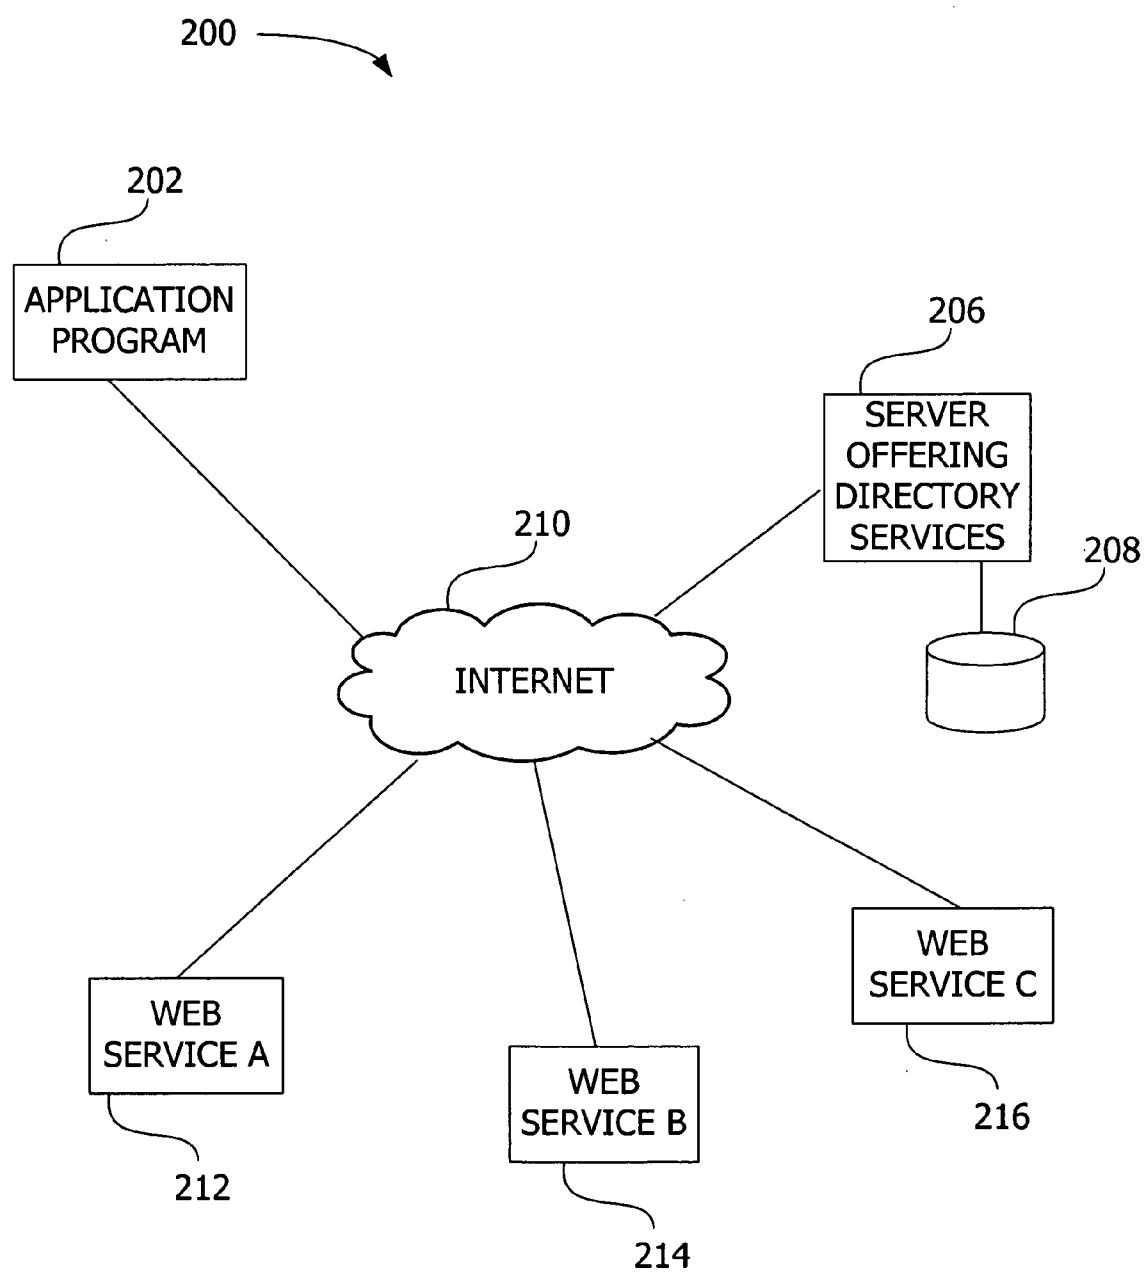 200
202
APPLICATION
PROGRAM
206
SERVER
OFFERING
DIRECTORY
SERVICES
208
210
INTERNET
WEB
SERVICE A
212
WEB
SERVICE B
214
WEB
SERVICE C
216